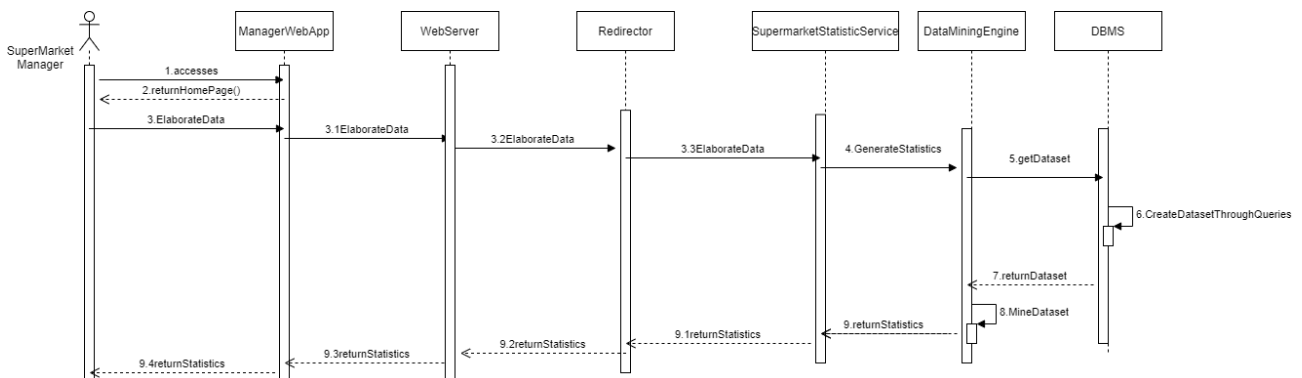 ManagerWebApp
WebServer
Redirector
SupermarketStatisticService
DataMiningEngine
DBMS
SuperMarket
Manager
1.accesses
2.returnHomePage()
3.ElaborateData
3.1ElaborateData
3.2ElaborateData
3.3ElaborateData
4.GenerateStatistics
5.getDataset
6.CreateDatasetThroughQueries
7.returnDataset
8.MineDataset
9.returnStatistics
9.1returnStatistics
9.2returnStatistics
9.3returnStatistics
9.4returnStatistics